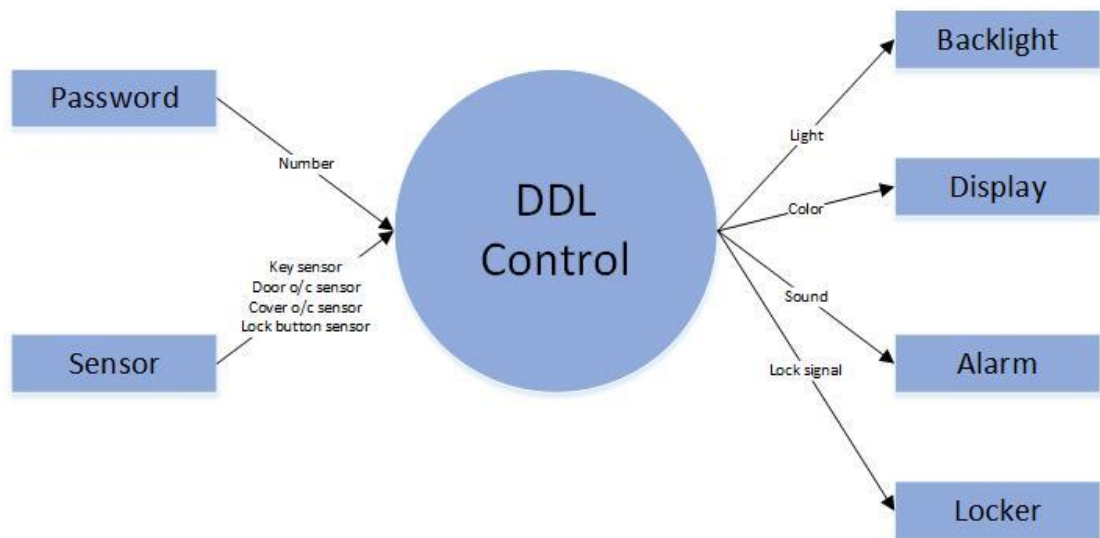 Password
Number
Key sensor
Door o/c sensor
Cover o/c sensor
Lock button sensor
Sensor
DDL
Control
Light
Color
Sound
Lock signal
Backlight
Display
Alarm
Locker